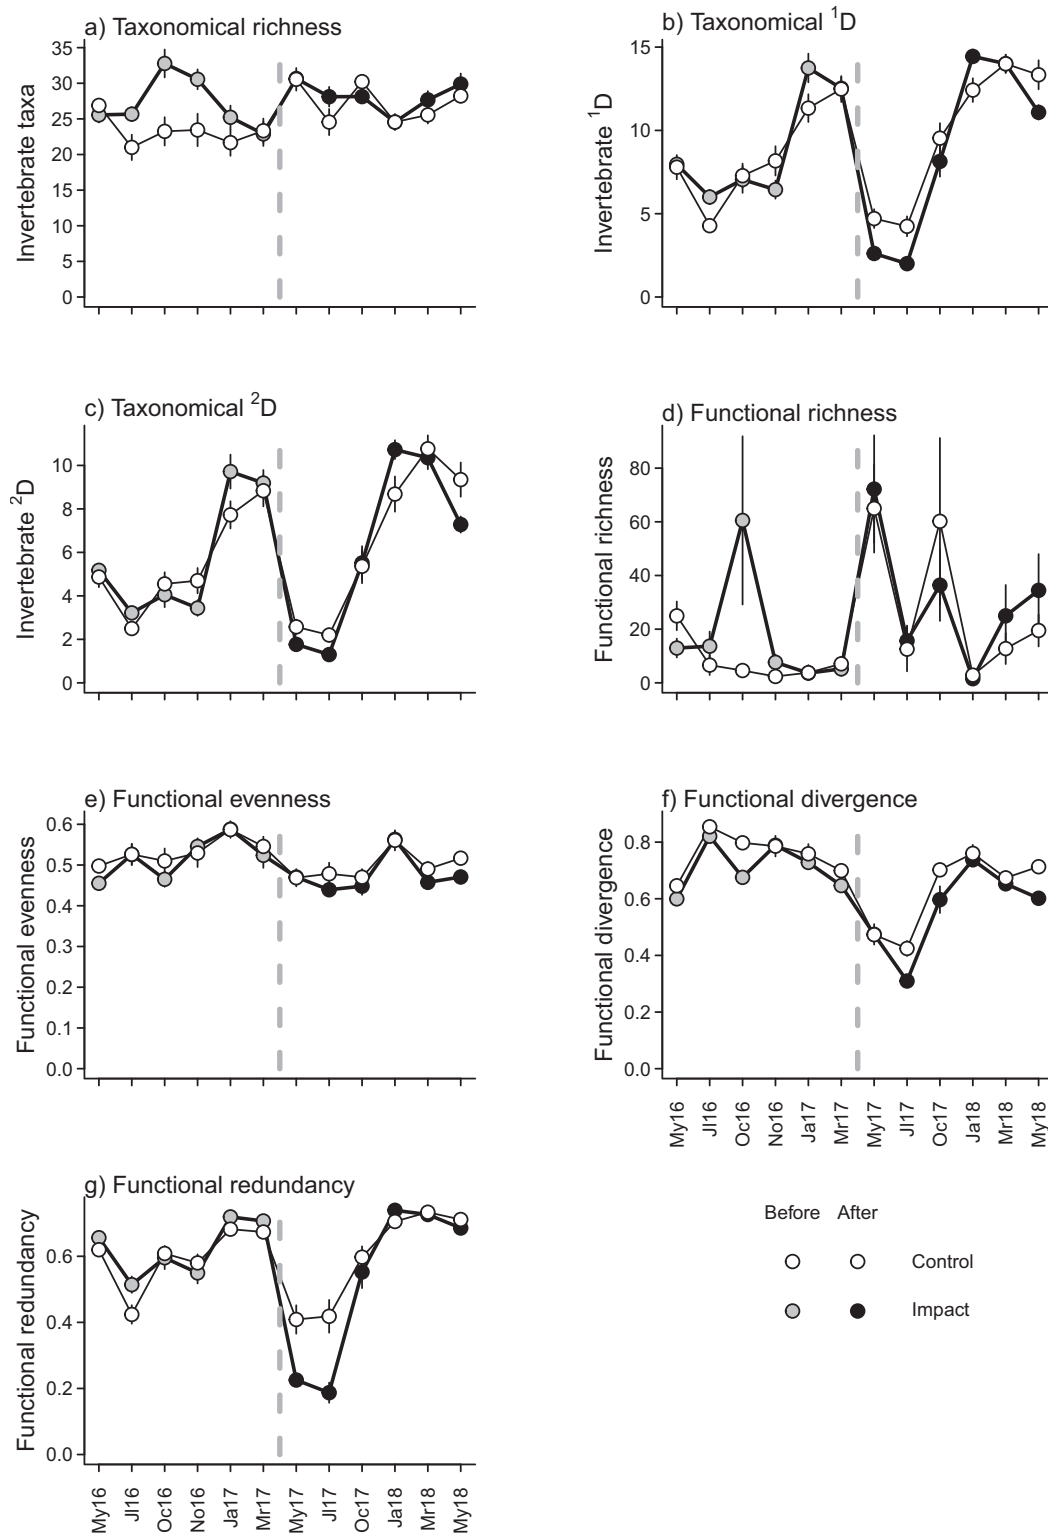 a) Taxonomical richness
Invertebrate taxa
35
30
25
20
15
10
5
0
b) Taxonomical ¹D
Invertebrate ¹D
15
10
5
0
c) Taxonomical ²D
Invertebrate ²D
10
8
6
4
2
0
d) Functional richness
Functional richness
80
60
40
20
0
e) Functional evenness
Functional evenness
0.6
0.5
0.4
0.3
0.2
0.1
0.0
f) Functional divergence
Functional divergence
0.8
0.6
0.4
0.2
0.0
My16 Jl16 Oc16 No16 Ja17 Mr17 My17 Jl17 Oc17 Ja18 Mr18 My18
g) Functional redundancy
Functional redundancy
0.6
0.4
0.2
0.0
My16 Jl16 Oc16 No16 Ja17 Mr17 My17 Jl17 Oc17 Ja18 Mr18 My18
Before After
Control
Impact